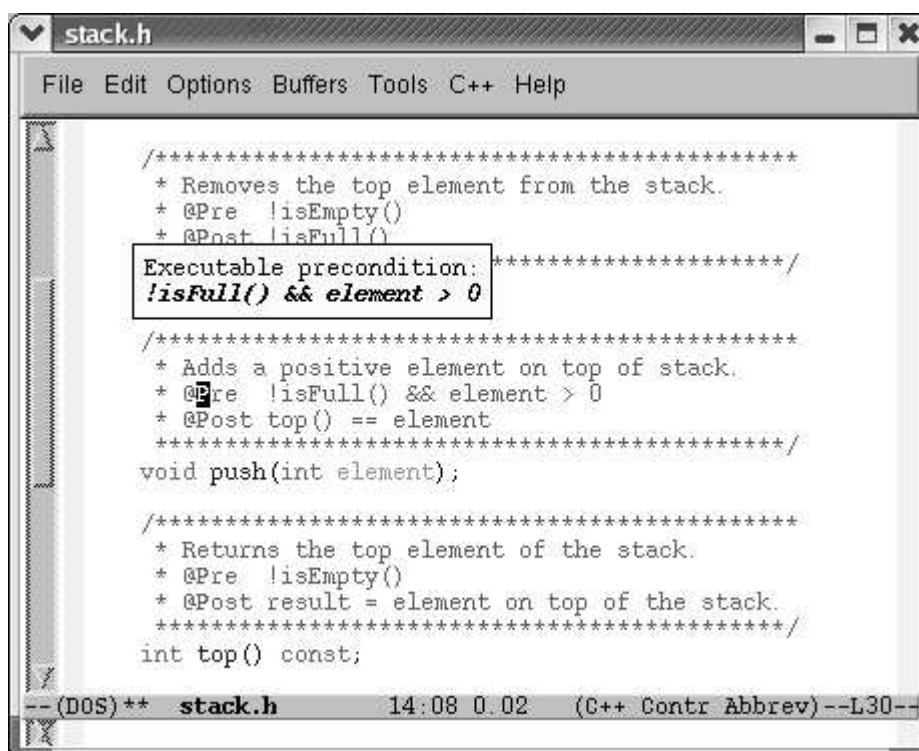 stack.h
File Edit Options Buffers Tools C++ Help
/***********************************************
* Removes the top element from the stack.
* @Pre !isEmpty()
* @Post !isFull()
Executable precondition:
!isFull() && element > 0
**********************/
/***********************************************
* Adds a positive element on top of stack.
* @Pre !isFull() && element > 0
* @Post top() == element
*********************************************/
void push(int element);
/***********************************************
* Returns the top element of the stack.
* @Pre !isEmpty()
* @Post result = element on top of the stack.
*********************************************/
int top() const;
--(DOS)** stack.h 14:08 0.02 (C++ Contr Abbrev)--L30--